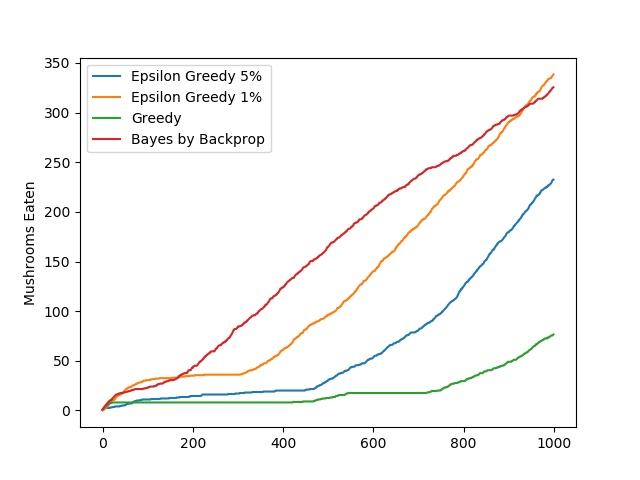 350
300
250
200
150
100
50
0
Mushrooms Eaten
Epsilon Greedy 5%
Epsilon Greedy 1%
Greedy
Bayes by Backprop
0 200 400 600 800 1000